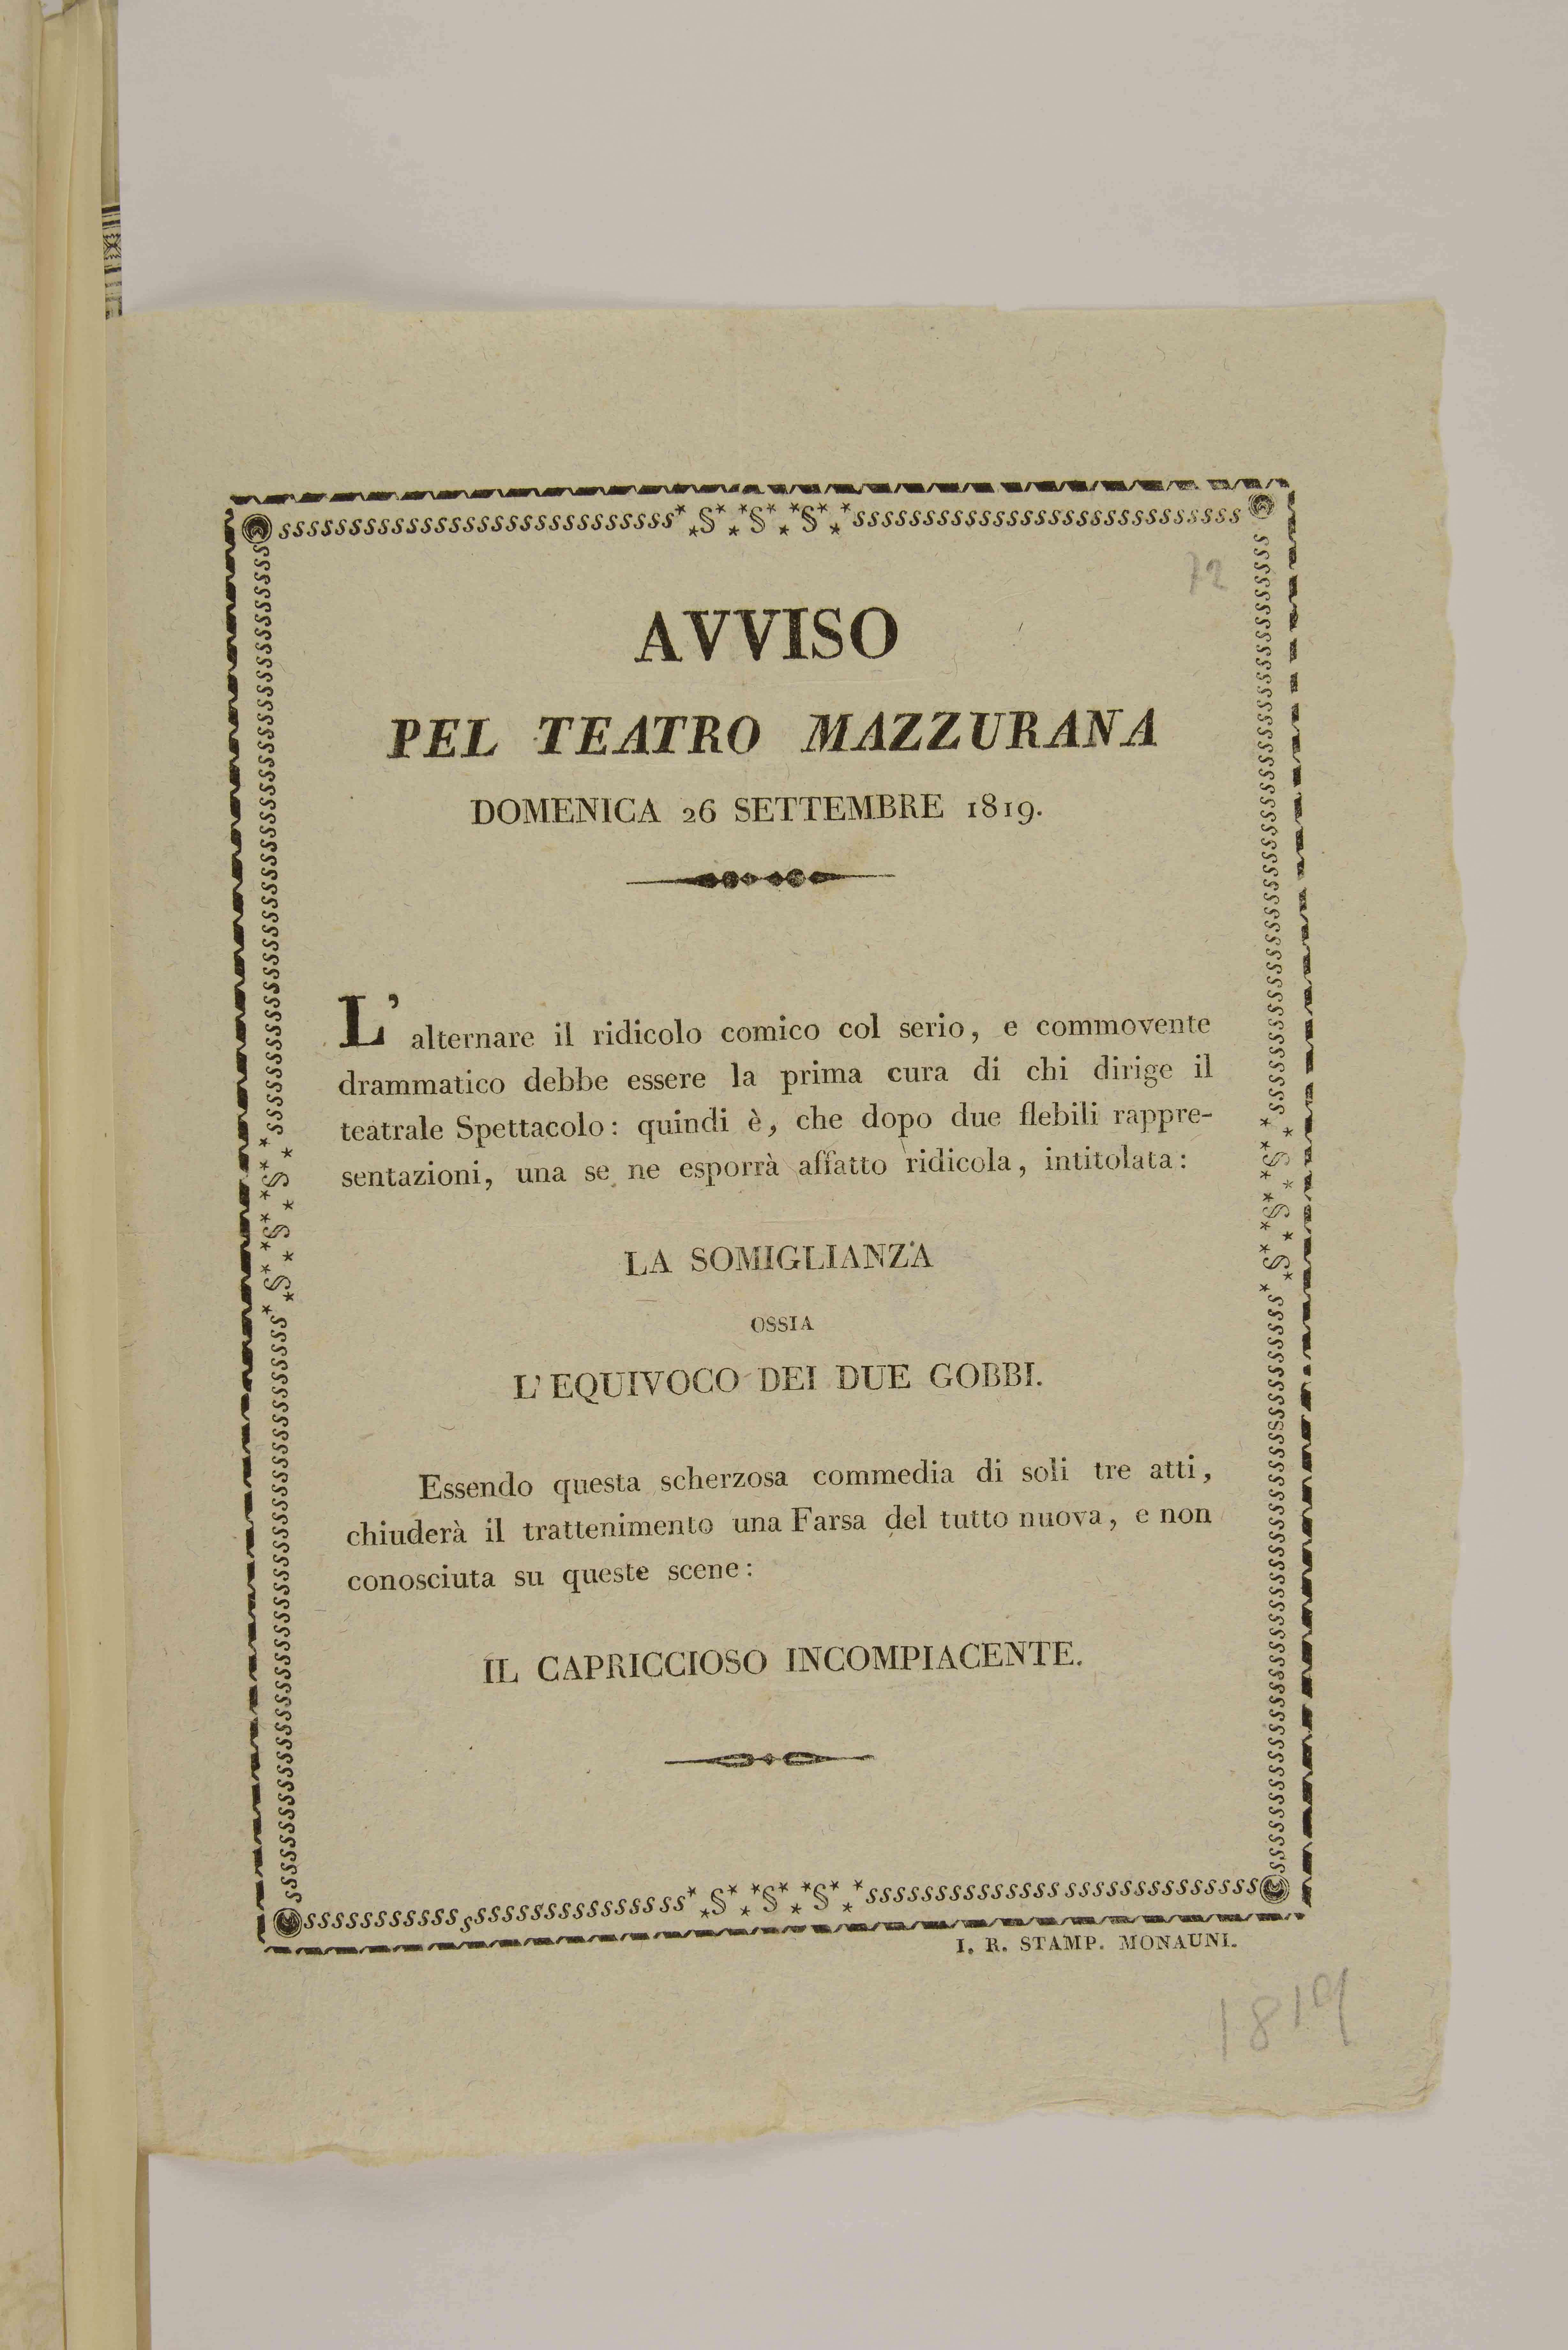 72
AVVISO
PEL TEATRO MAZZURANA
DOMENICA 26 SETTEMBRE 1819.
L' alternare il ridicolo comico col serio, e commovente
drammatico debbe essere la prima cura di chi dirige il
teatrale Spettacolo: quindi è, che dopo due flebili rappre-
sentazioni, una se ne esporrà affatto ridicola, intitolata:
LA SOMIGLIANZA
OSSIA
L' EQUIVOCO DEI DUE GOBBI.
Essendo questa scherzosa commedia di soli tre atti,
chiuderà il trattenimento una Farsa del tutto nuova, e non
conosciuta su queste scene:
IL CAPRICCIOSO INCOMPIACENTE.
I. R. STAMP. MONAUNI.
1819